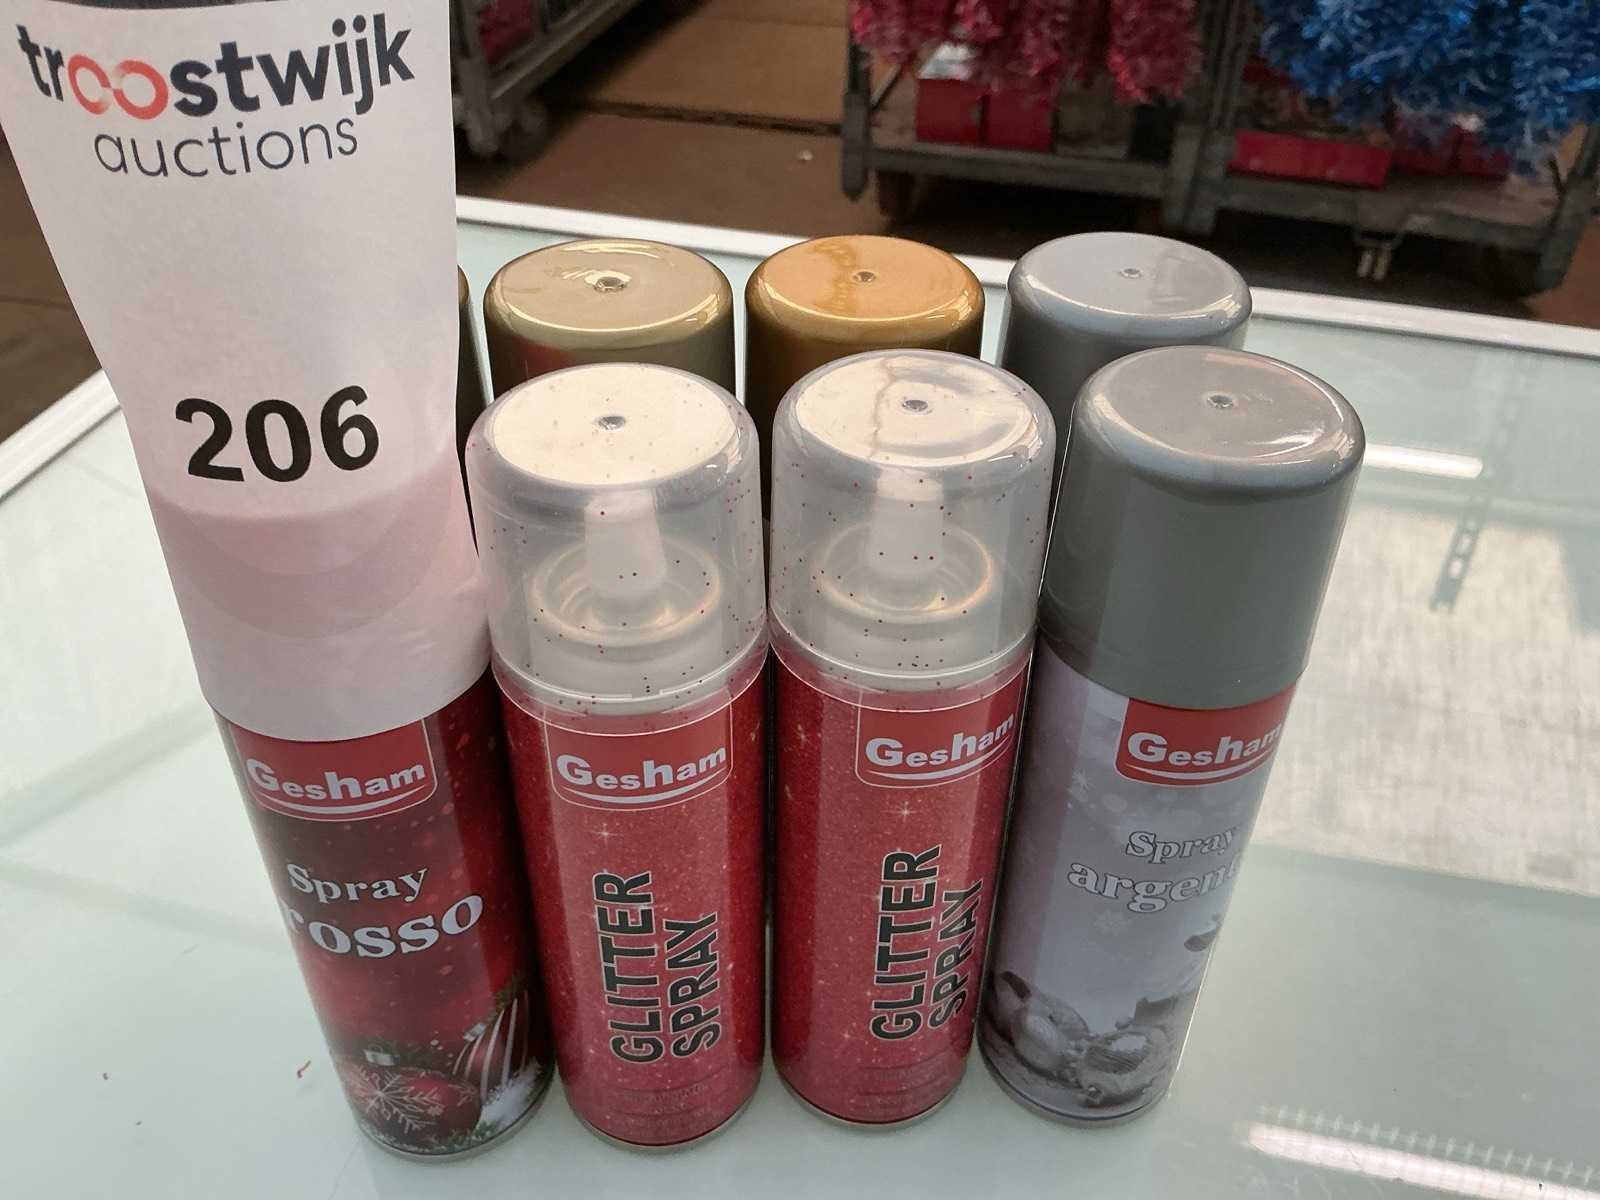 troostwijk
auctions
206
Gesham
Spray
rosso
Gesham
GLITTER
SPRAY
Gesham
GLITTER
SPRAY
Gesham
Spray
argen